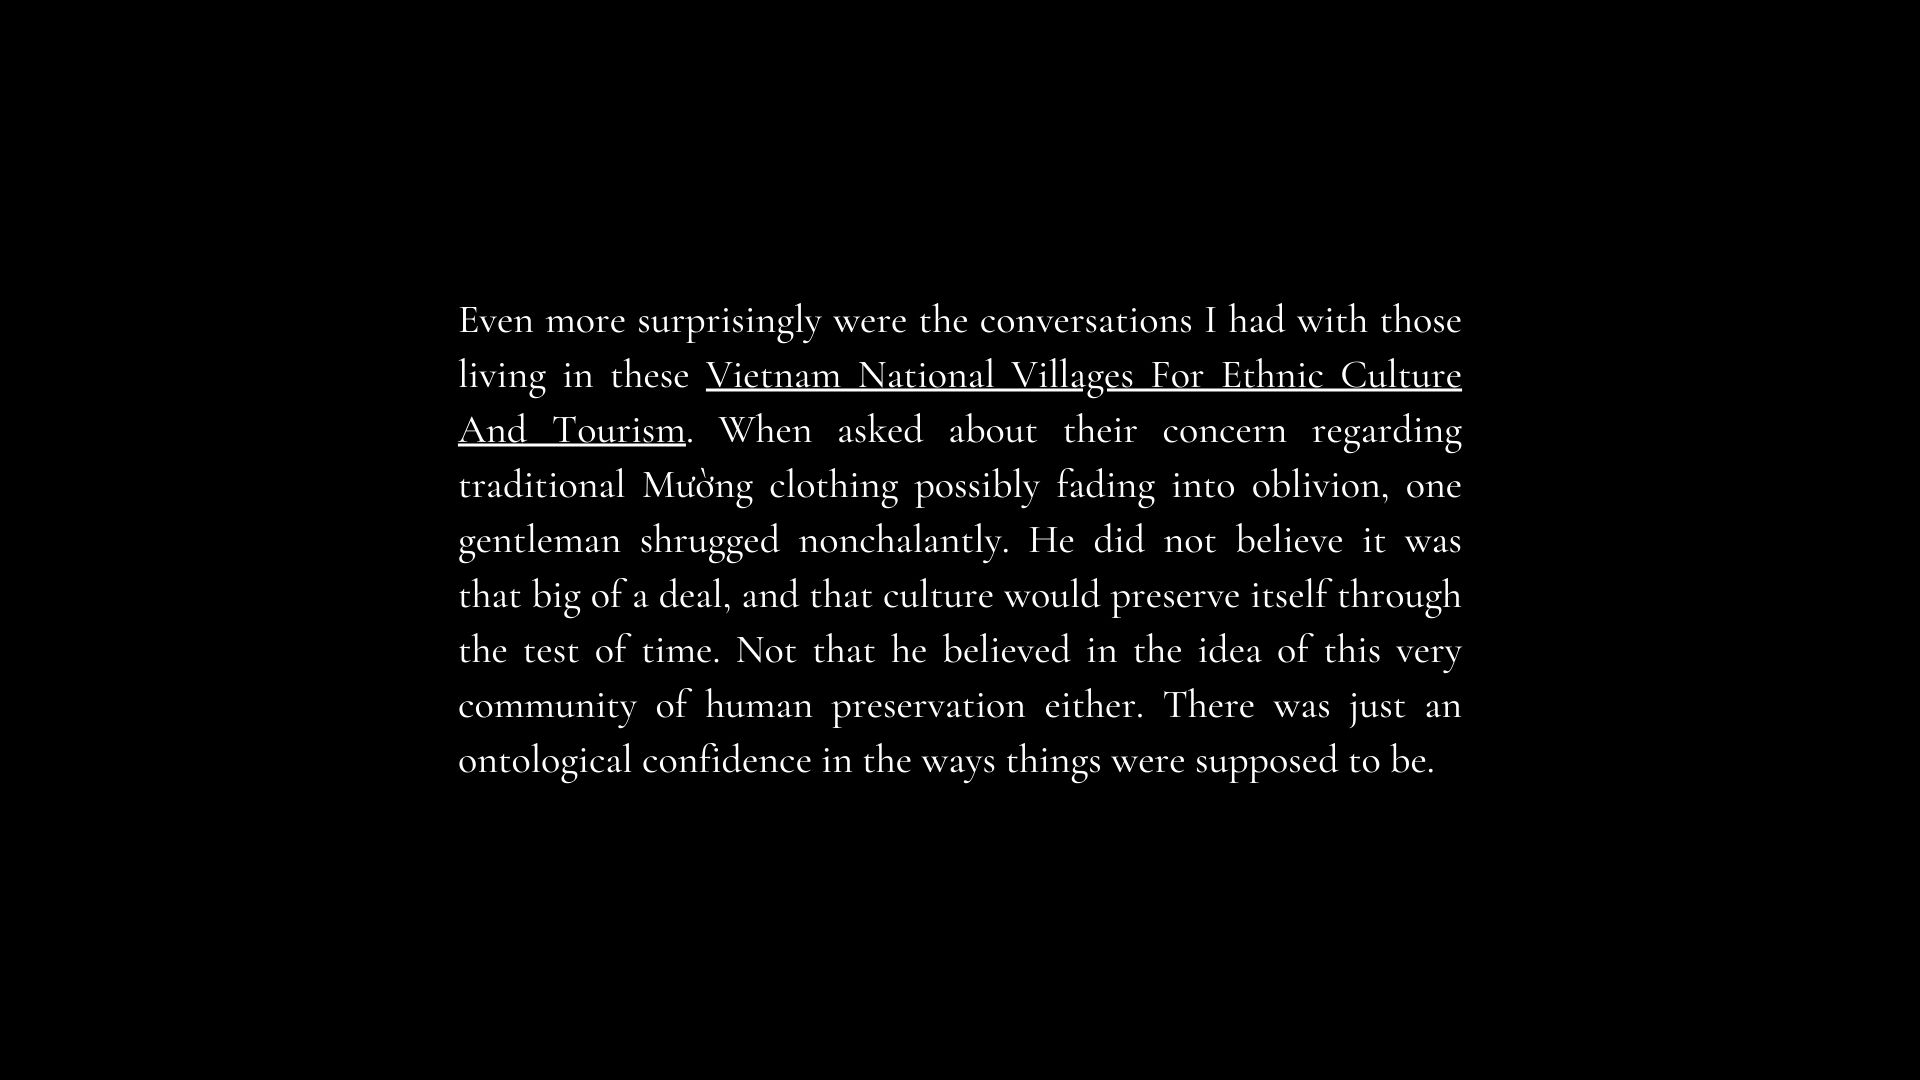 Even more surprisingly were the conversations I had with those
living in these Vietnam National Villages For Ethnic Culture
And Tourism. When asked about their concern regarding
traditional Mường clothing possibly fading into oblivion, one
gentleman shrugged nonchalantly. He did not believe it was
that big of a deal, and that culture would preserve itself through
the test of time. Not that he believed in the idea of this very
community of human preservation either. There was just an
ontological confidence in the ways things were supposed to be.